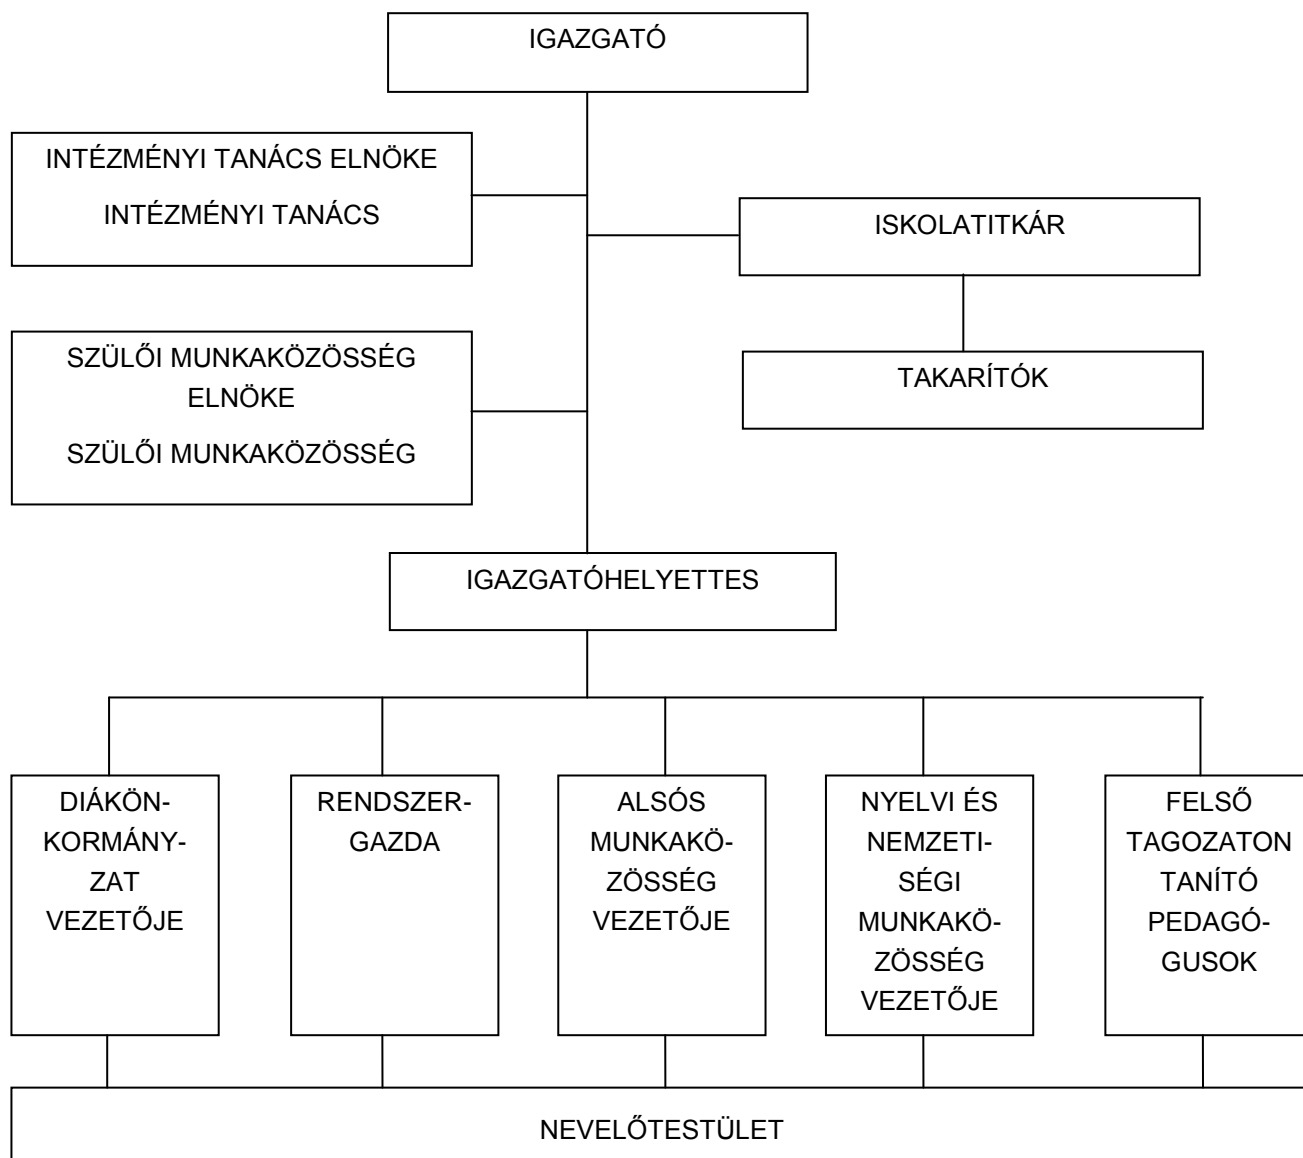 IGAZGATÓ
INTÉZMÉNYI TANÁCS ELNÖKE
INTÉZMÉNYI TANÁCS
ISKOLATITKÁR
SZÜLŐI MUNKAKÖZÖSSÉG
ELNÖKE
SZÜLŐI MUNKAKÖZÖSSÉG
TAKARÍTÓK
IGAZGATÓHELYETTES
DIÁKÖN-
KORMÁNY-
ZAT
VEZETŐJE
RENDSZER-
GAZDA
ALSÓS
MUNKAKÖ-
ZÖSSÉG
VEZETŐJE
NYELVI ÉS
NEMZETI-
SÉGI
MUNKAKÖ-
ZÖSSÉG
VEZETŐJE
FELSŐ
TAGOZATON
TANÍTÓ
PEDAGÓ-
GUSOK
NEVELŐTESTÜLET